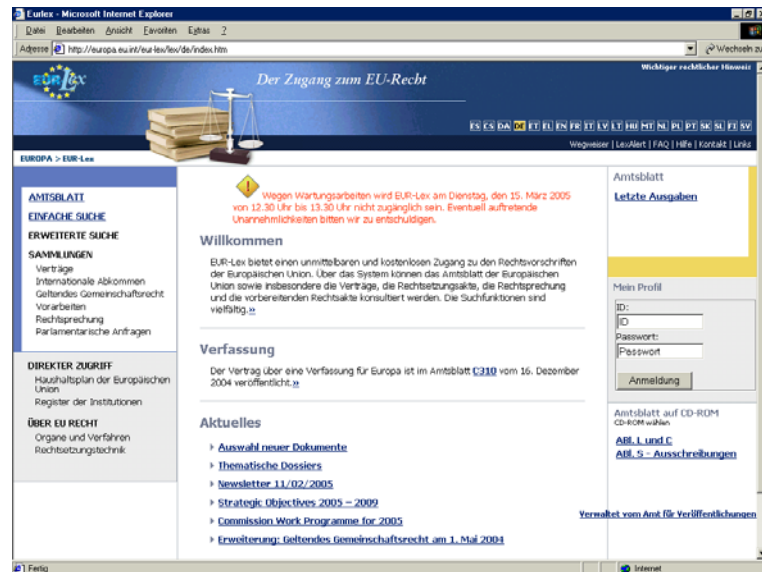 Eurlex - Microsoft Internet Explorer
Datei Bearbeiten Ansicht Favoriten Extras ?
Adresse http://europa.eu.int/eur-lex/lex/de/index.htm Wechseln zu
Wichtiger rechtlicher Hinweis
EUR-Lex
Der Zugang zum EU-Recht
ES CS DA DE ET EL EN FR IT LV LT HU MT NL PL PT SK SL FI SV
Wegweiser | LexAlert | FAQ | Hilfe | Kontakt | Links
EUROPA > EUR-Lex
AMTSBLATT
EINFACHE SUCHE
ERWEITERTE SUCHE
SAMMLUNGEN
Verträge
Internationale Abkommen
Geltendes Gemeinschaftsrecht
Vorarbeiten
Rechtsprechung
Parlamentarische Anfragen
DIREKTER ZUGRIFF
Haushaltsplan der Europäischen
Union
Register der Institutionen
ÜBER EU RECHT
Organe und Verfahren
Rechtsetzungstechnik
Wegen Wartungsarbeiten wird EUR-Lex am Dienstag, den 15. März 2005
von 12.30 Uhr bis 13.30 Uhr nicht zugänglich sein. Eventuell auftretende
Unannehmlichkeiten bitten wir zu entschuldigen.
Willkommen
EUR-Lex bietet einen unmittelbaren und kostenlosen Zugang zu den Rechtsvorschriften
der Europäischen Union. Über das System können das Amtsblatt der Europäischen
Union sowie insbesondere die Verträge, die Rechtsetzungsakte, die Rechtsprechung
und die vorbereitenden Rechtsakte konsultiert werden. Die Suchfunktionen sind
vielfältig.»
Verfassung
Der Vertrag über eine Verfassung für Europa ist im Amtsblatt C310 vom 16. Dezember
2004 veröffentlicht.»
Aktuelles
Auswahl neuer Dokumente
Thematische Dossiers
Newsletter 11/02/2005
Strategic Objectives 2005 – 2009
Commission Work Programme for 2005
Erweiterung: Geltendes Gemeinschaftsrecht am 1. Mai 2004
Amtsblatt
Letzte Ausgaben
Mein Profil
ID:
ID
Passwort:
Passwort
Anmeldung
Amtsblatt auf CD-ROM
CD-ROM wählen
ABl. L und C
ABl. S - Ausschreibungen
Verwaltet vom Amt für Veröffentlichungen
Fertig
Internet